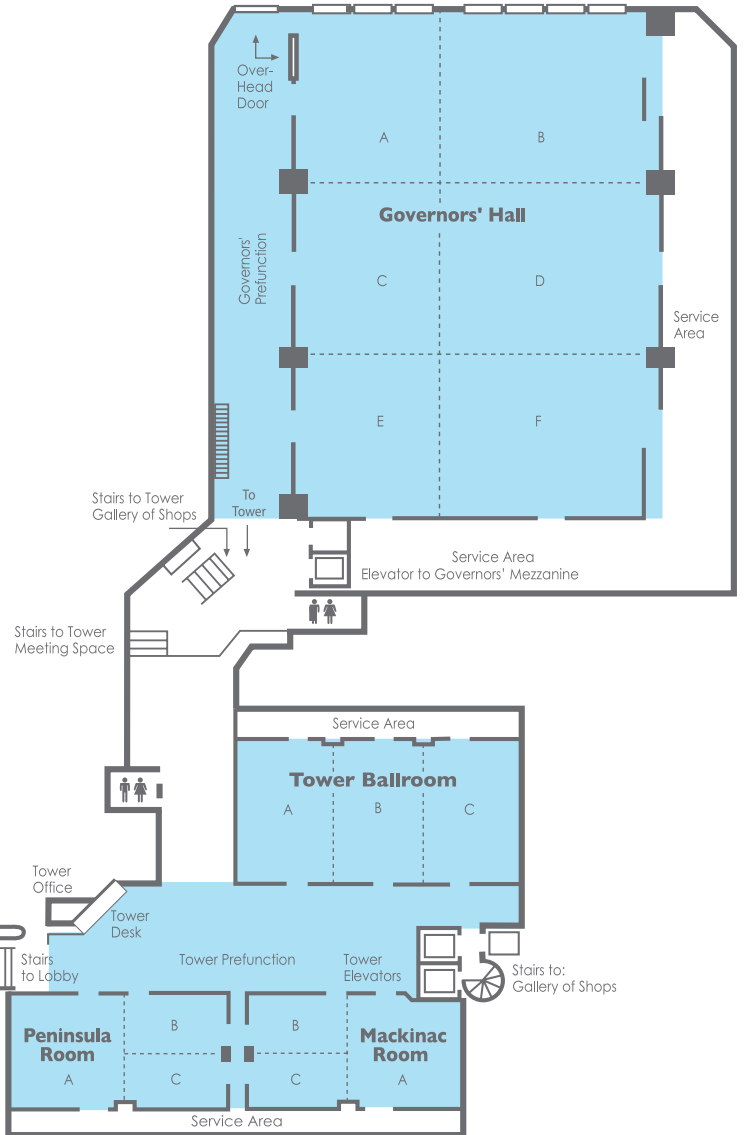 Over-
Head
Door
A
B
Governors' Hall
Governors'
Prefunction
C
D
Service
Area
E
F
Stairs to Tower
Gallery of Shops
To
Tower
Service Area
Elevator to Governors' Mezzanine
Stairs to Tower
Meeting Space
Service Area
Tower Ballroom
A
B
C
Tower
Office
Tower
Desk
Stairs
to Lobby
Tower Prefunction
Tower
Elevators
Stairs to:
Gallery of Shops
Peninsula
Room
A
B
C
B
C
Mackinac
Room
A
Service Area